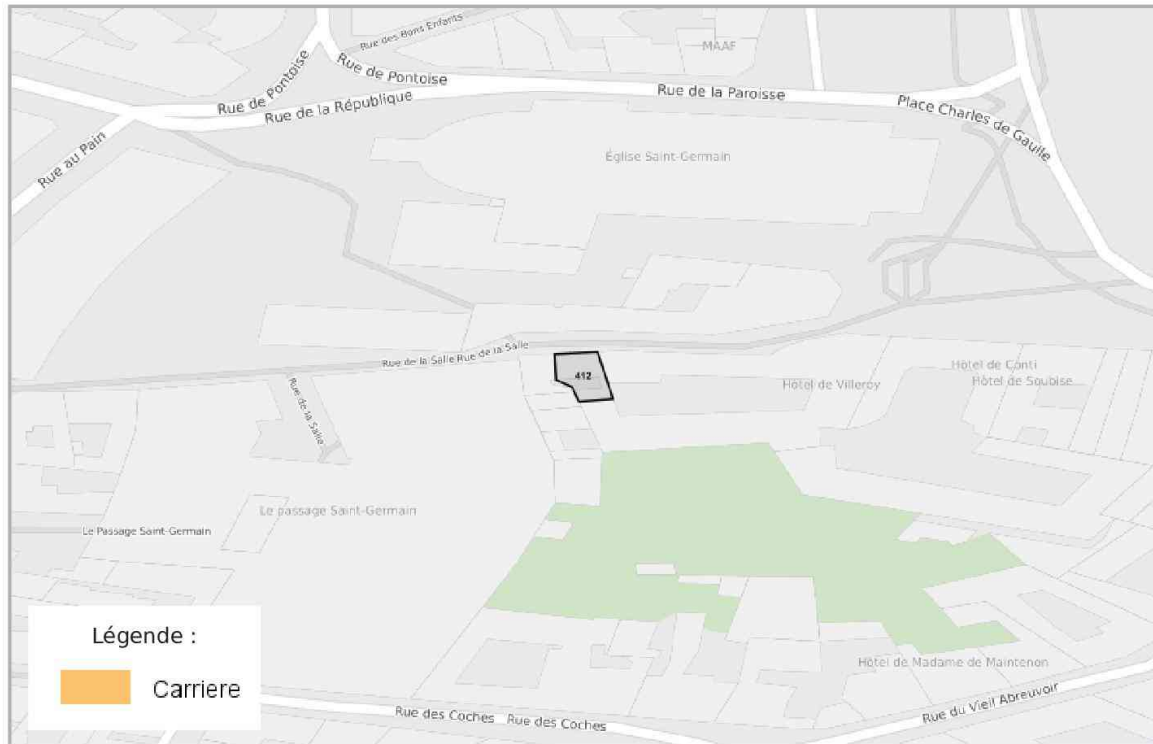 Rue des Bons Enfants
MAAF
Rue de Pontoise
Rue de Pontoise
Rue de la République
Rue de la Paroisse
Place Charles de Gaulle
Rue au Pain
Église Saint-Germain
Rue de la Salle Rue de la Salle
412
Hôtel de Conti
Hôtel de Villeroy
Hôtel de Soubise
Rue de la Salle
Le passage Saint-Germain
Le Passage Saint-Germain
Légende :
Carriere
Hôtel de Madame de Maintenon
Rue des Coches Rue des Coches
Rue du Vieil Abreuvoir